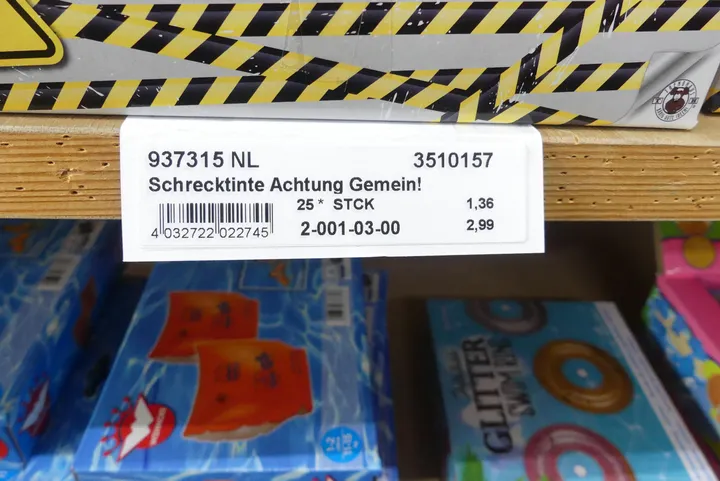 937315 NL 3510157
Schrecktinte Achtung Gemein!
25 * STCK 1,36
4 032722 022745 2-001-03-00 2,99
GLITTER